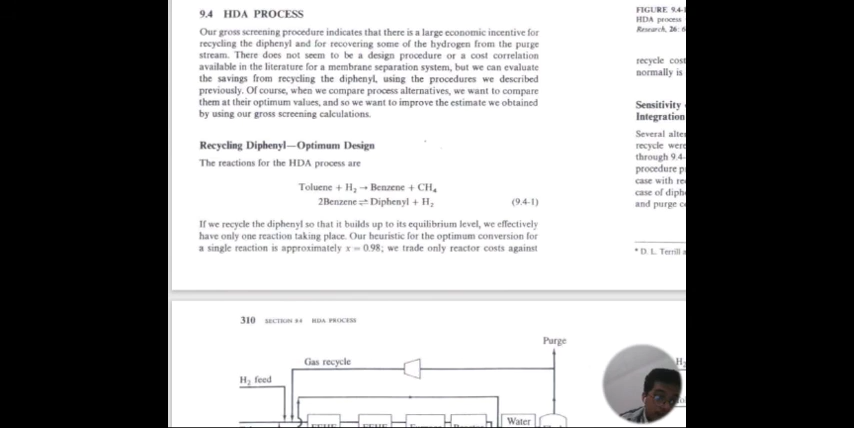 9.4 HDA PROCESS
Our gross screening procedure indicates that there is a large economic incentive for
recycling the diphenyl and for recovering some of the hydrogen from the purge
stream. There does not seem to be a design procedure or a cost correlation
available in the literature for a membrane separation system, but we can evaluate
the savings from recycling the diphenyl, using the procedures we described
previously. Of course, when we compare process alternatives, we want to compare
them at their optimum values, and so we want to improve the estimate we obtained
by using our gross screening calculations.
Recycling Diphenyl—Optimum Design
The reactions for the HDA process are
Toluene + H₂ → Benzene + CH₄
2Benzene ⇌ Diphenyl + H₂ (9.4-1)
If we recycle the diphenyl so that it builds up to its equilibrium level, we effectively
have only one reaction taking place. Our heuristic for the optimum conversion for
a single reaction is approximately x = 0.98; we trade only reactor costs against
FIGURE 9.4-
HDA process
Research, 26: 6
recycle cost
normally is
Sensitivity
Integration
Several alter
recycle were
through 9.4-
procedure p
case with re
case of diph
and purge c
* D. L. Terrill a
310 SECTION 9.4 HDA PROCESS
Purge
Gas recycle
H₂ feed
Water